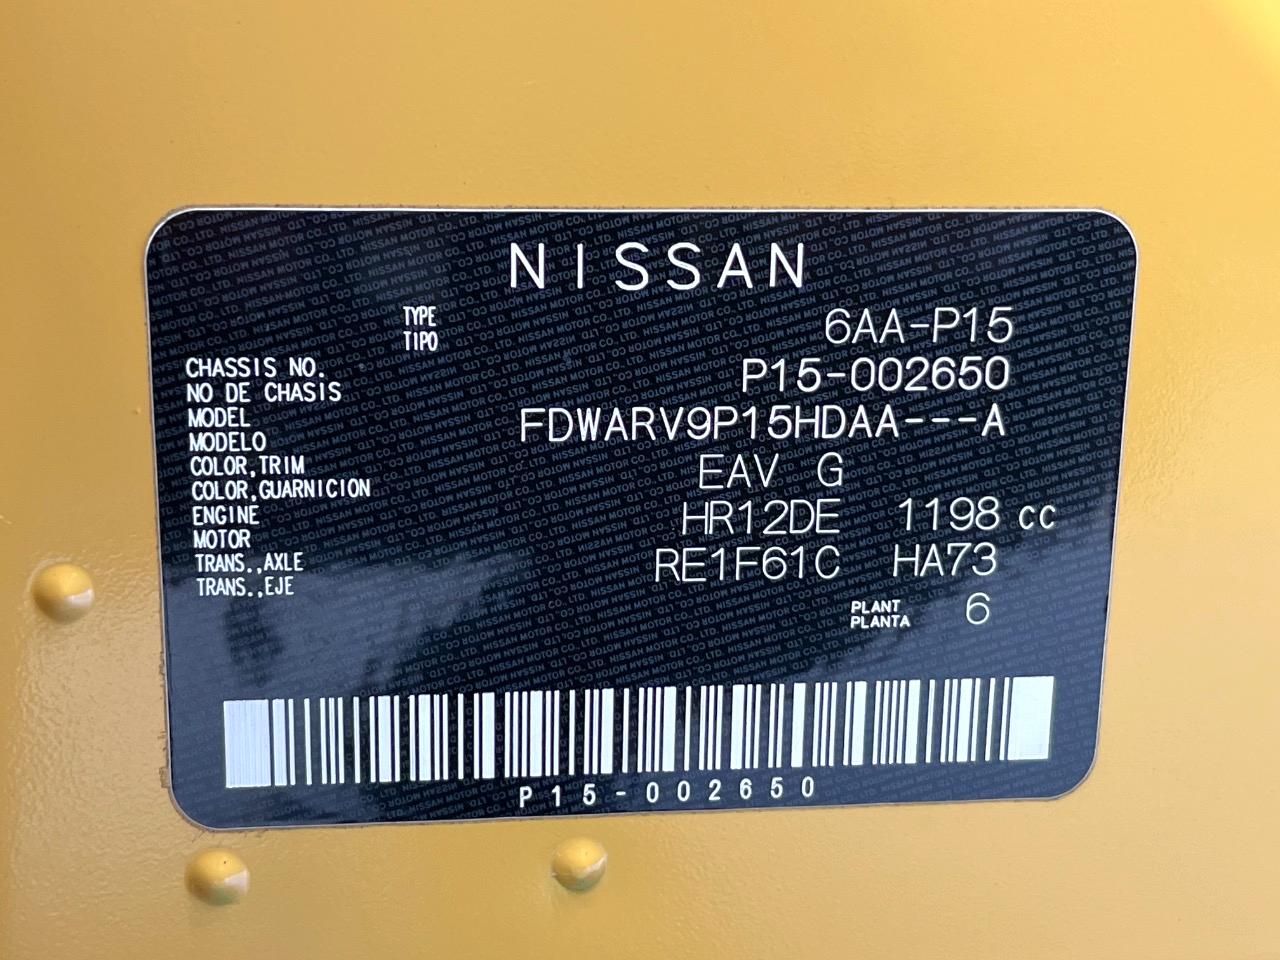 NISSAN
TYPE 6AA-P15
TIPO
CHASSIS NO. P15-002650
NO DE CHASIS
MODEL FDWARV9P15HDAA---A
MODELO
COLOR,TRIM EAV G
COLOR,GUARNICION
ENGINE HR12DE 1198 cc
MOTOR
TRANS.,AXLE RE1F61C HA73
TRANS.,EJE
PLANT 6
PLANTA
P15-002650